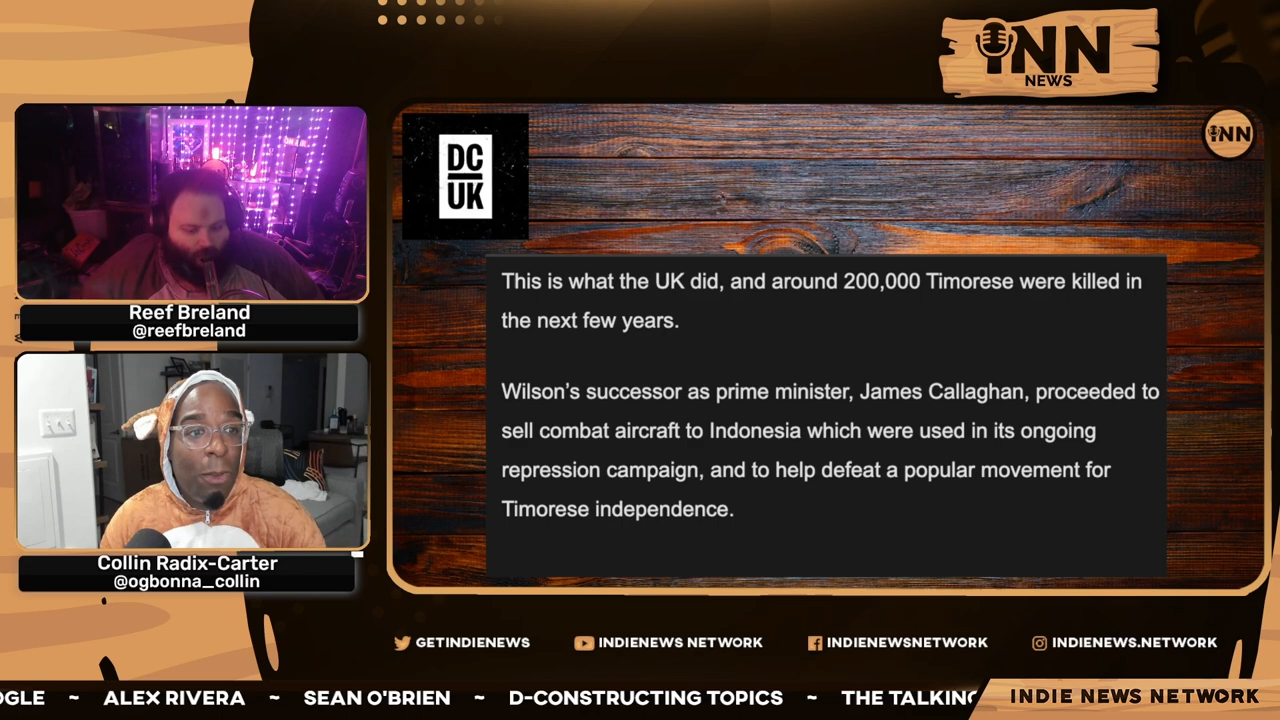 INN
NEWS
DC
UK
INN
This is what the UK did, and around 200,000 Timorese were killed in
the next few years.
Wilson’s successor as prime minister, James Callaghan, proceeded to
sell combat aircraft to Indonesia which were used in its ongoing
repression campaign, and to help defeat a popular movement for
Timorese independence.
Reef Breland
@reefbreland
Collin Radix-Carter
@ogbonna_collin
GETINDIENEWS
INDIENEWS NETWORK
INDIENEWSNETWORK
INDIENEWS.NETWORK
OGLE ~ ALEX RIVERA ~ SEAN O'BRIEN ~ D-CONSTRUCTING TOPICS ~ THE TALKING
INDIE NEWS NETWORK